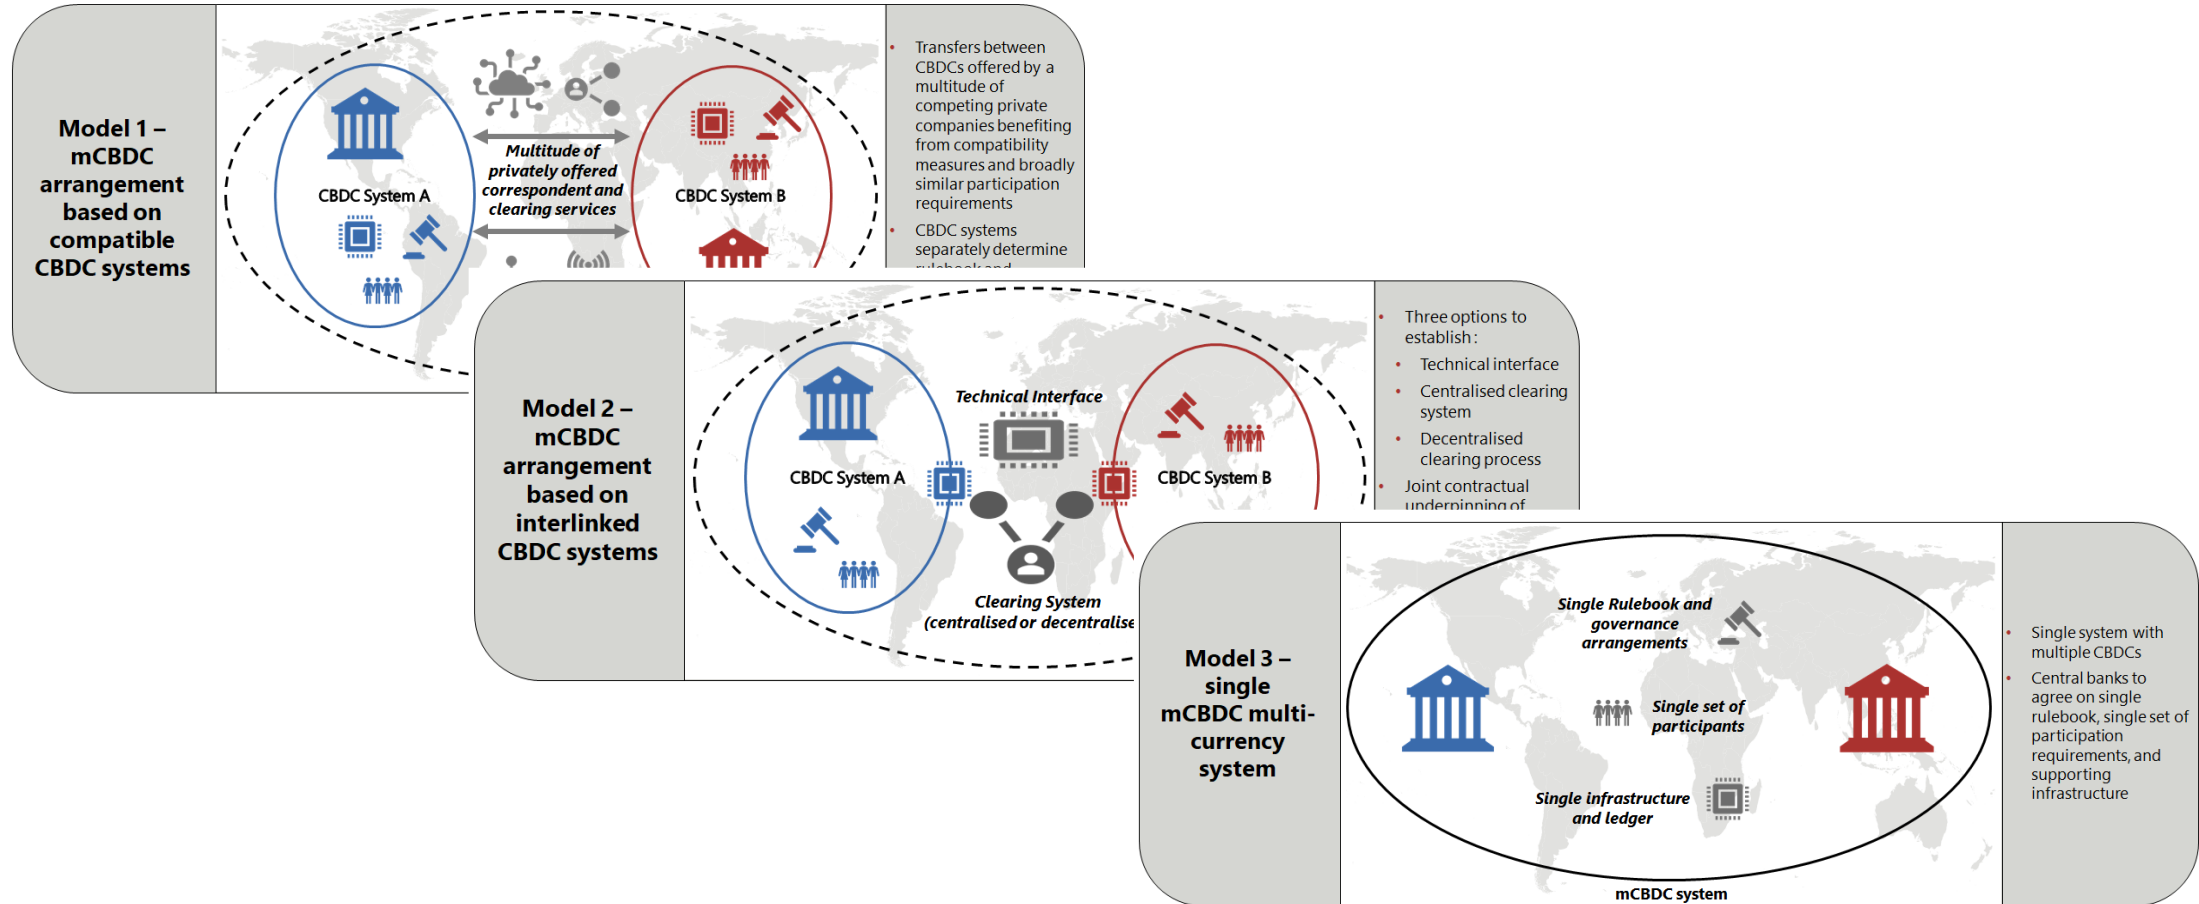 Model 1 –
mCBDC
arrangement
based on
compatible
CBDC systems
CBDC System A
Multitude of
privately offered
correspondent and
clearing services
CBDC System B
• Transfers between
CBDCs offered by a
multitude of
competing private
companies benefiting
from compatibility
measures and broadly
similar participation
requirements
• CBDC systems
separately determine
Model 2 –
mCBDC
arrangement
based on
interlinked
CBDC systems
CBDC System A
Technical Interface
CBDC System B
Clearing System
(centralised or decentralise
• Three options to
establish :
• Technical interface
• Centralised clearing
system
• Decentralised
clearing process
• Joint contractual
underpinning of
Model 3 –
single
mCBDC multi-
currency
system
Single Rulebook and
governance
arrangements
Single set of
participants
Single infrastructure
and ledger
mCBDC system
• Single system with
multiple CBDCs
• Central banks to
agree on single
rulebook, single set of
participation
requirements, and
supporting
infrastructure